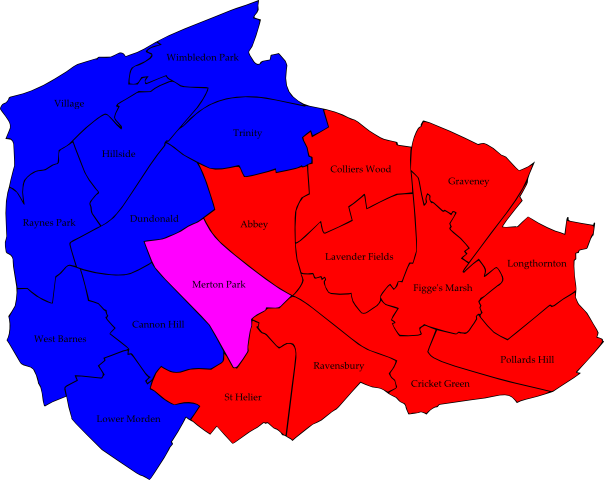 Wimbledon Park
Village
Trinity
Hillside
Colliers Wood
Graveney
Raynes Park
Dundonald
Abbey
Lavender Fields
Longthornton
Merton Park
Figge's Marsh
West Barnes
Cannon Hill
Pollards Hill
Ravensbury
Cricket Green
St Helier
Lower Morden